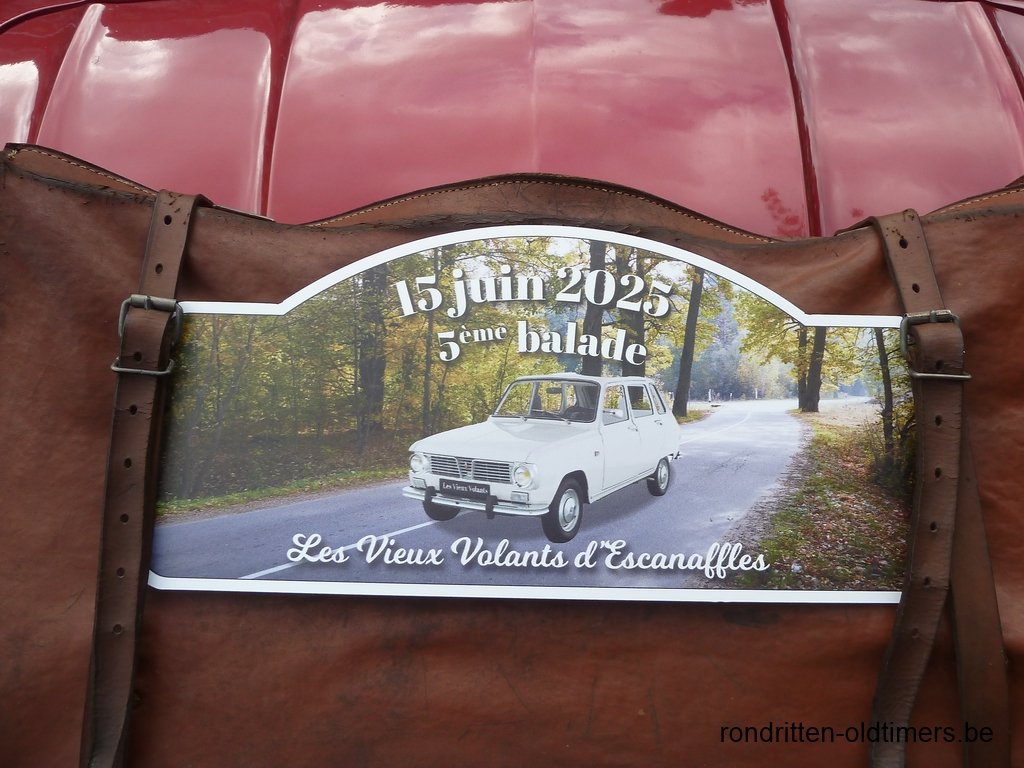 15 juin 2025
5ème balade
Les Vieux Volants
Les Vieux Volants d'Escanaffles
rondritten-oldtimers.be